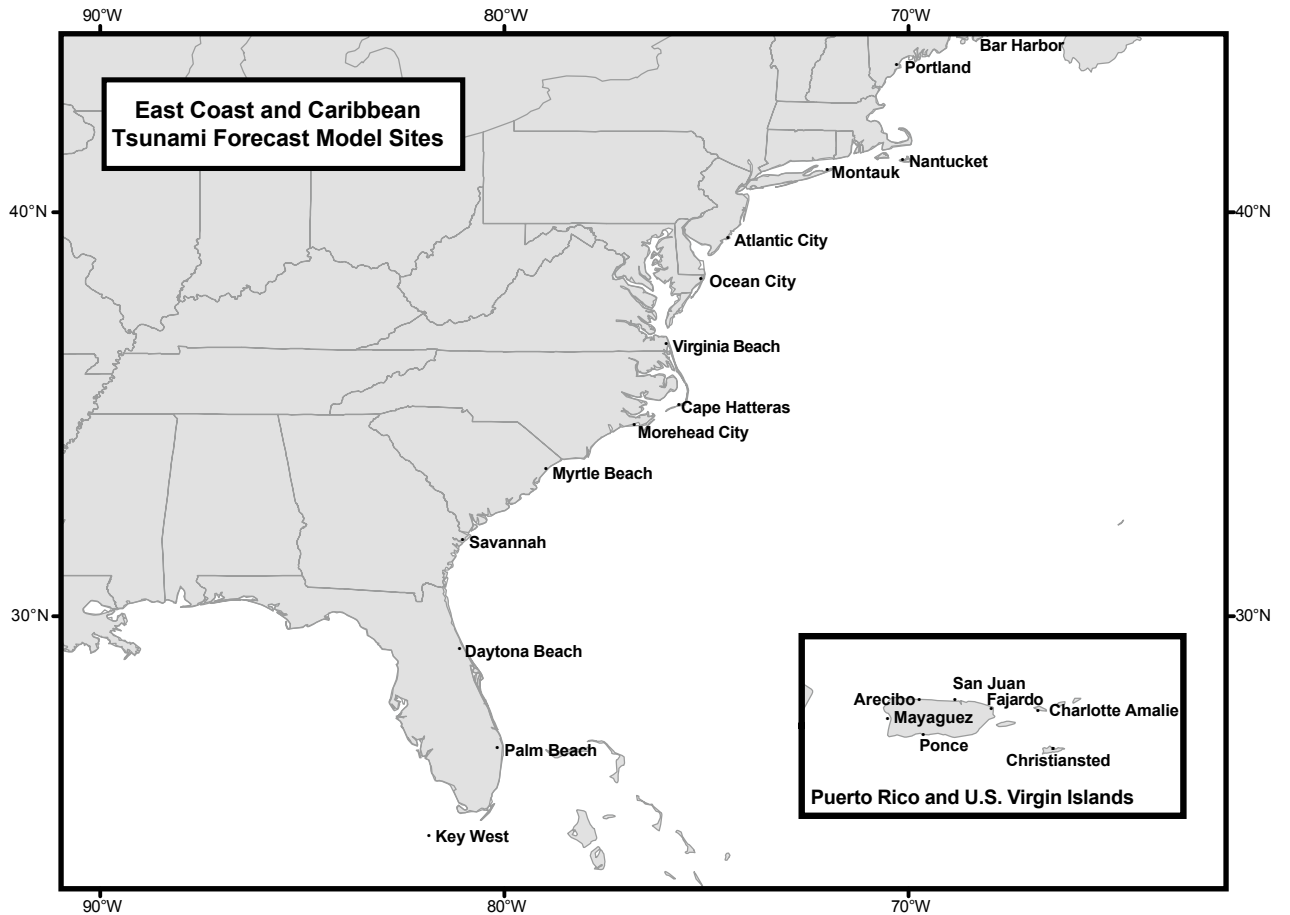 90°W 80°W 70°W
Bar Harbor
Portland
East Coast and Caribbean
Tsunami Forecast Model Sites
Nantucket
Montauk
40°N 40°N
Atlantic City
Ocean City
Virginia Beach
Cape Hatteras
Morehead City
Myrtle Beach
Savannah
30°N 30°N
Daytona Beach
San Juan
Arecibo Fajardo
Charlotte Amalie
Mayaguez
Ponce
Palm Beach
Christiansted
Puerto Rico and U.S. Virgin Islands
Key West
90°W 80°W 70°W